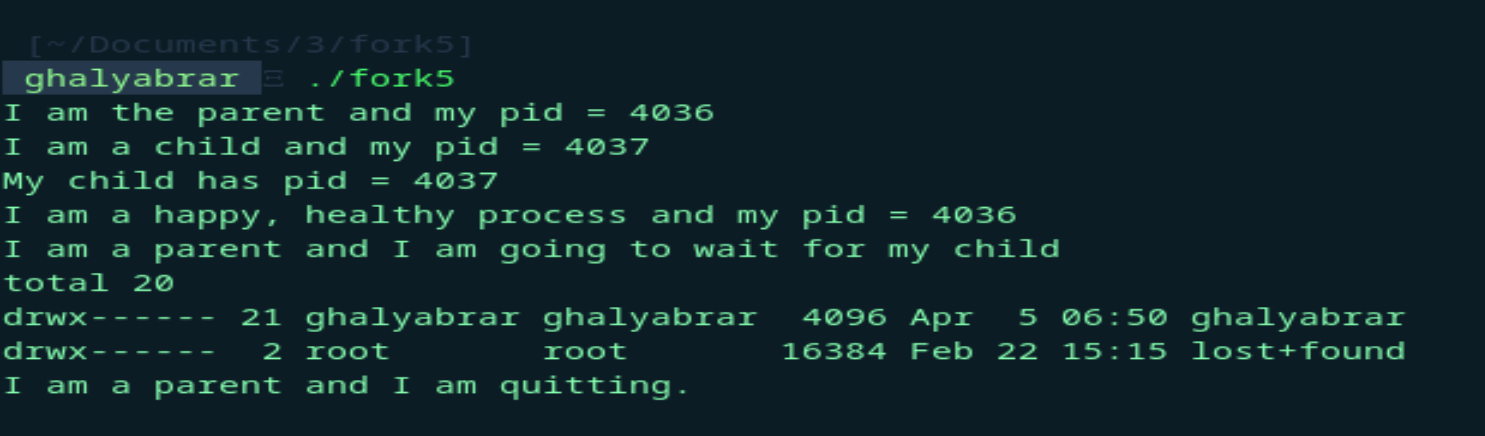 [~/Documents/3/fork5]
ghalyabrar Ξ ./fork5
I am the parent and my pid = 4036
I am a child and my pid = 4037
My child has pid = 4037
I am a happy, healthy process and my pid = 4036
I am a parent and I am going to wait for my child
total 20
drwx------ 21 ghalyabrar ghalyabrar  4096 Apr  5 06:50 ghalyabrar
drwx------  2 root       root       16384 Feb 22 15:15 lost+found
I am a parent and I am quitting.